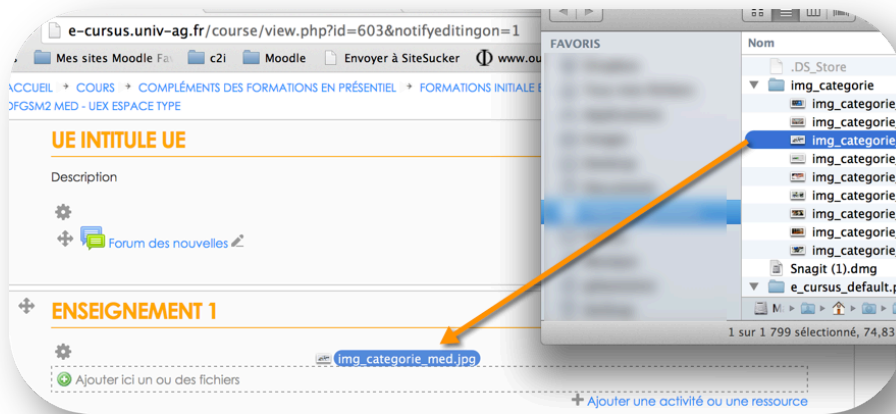 e-cursus.univ-ag.fr/course/view.php?id=603&notifyeditingon=1
Mes sites Moodle Fav
c2i
Moodle
Envoyer à SiteSucker
www.ou
ACCUEIL COURS COMPLÉMENTS DES FORMATIONS EN PRÉSENTIEL FORMATIONS INITIALE E
DFGSM2 MED - UEX ESPACE TYPE
UE INTITULE UE
Description
Forum des nouvelles
ENSEIGNEMENT 1
img_categorie_med.jpg
Ajouter ici un ou des fichiers
Ajouter une activité ou une ressource
FAVORIS
Nom
.DS_Store
img_categorie
img_categorie
img_categorie
img_categorie
img_categorie
img_categorie
img_categorie
img_categorie
img_categorie
img_categorie
Snagit (1).dmg
e_cursus_default.p
M.
1 sur 1 799 sélectionné, 74,83